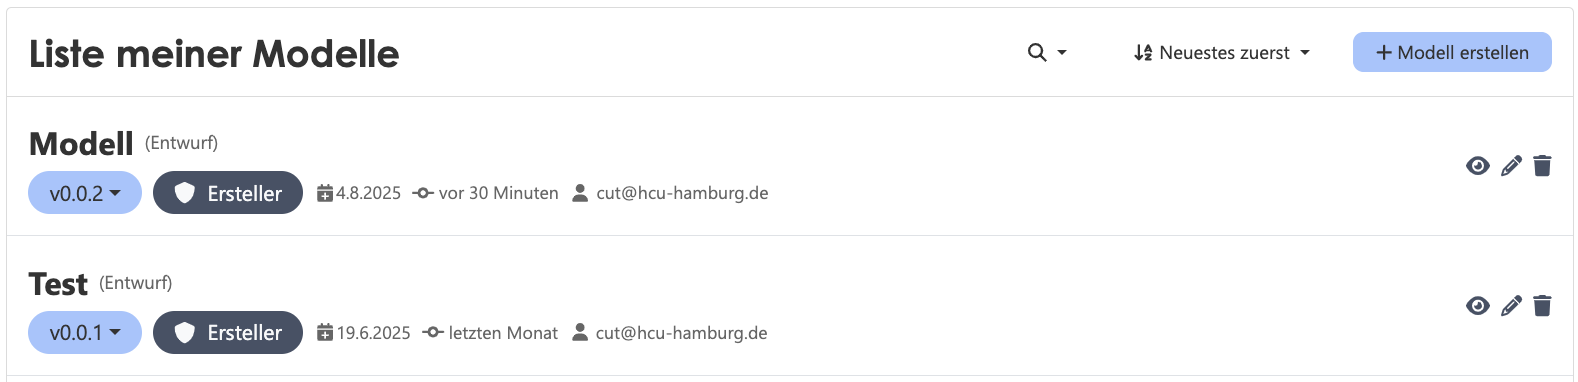 Liste meiner Modelle
Neuestes zuerst
+ Modell erstellen
Modell (Entwurf)
v0.0.2 Ersteller 4.8.2025 vor 30 Minuten cut@hcu-hamburg.de
Test (Entwurf)
v0.0.1 Ersteller 19.6.2025 letzten Monat cut@hcu-hamburg.de